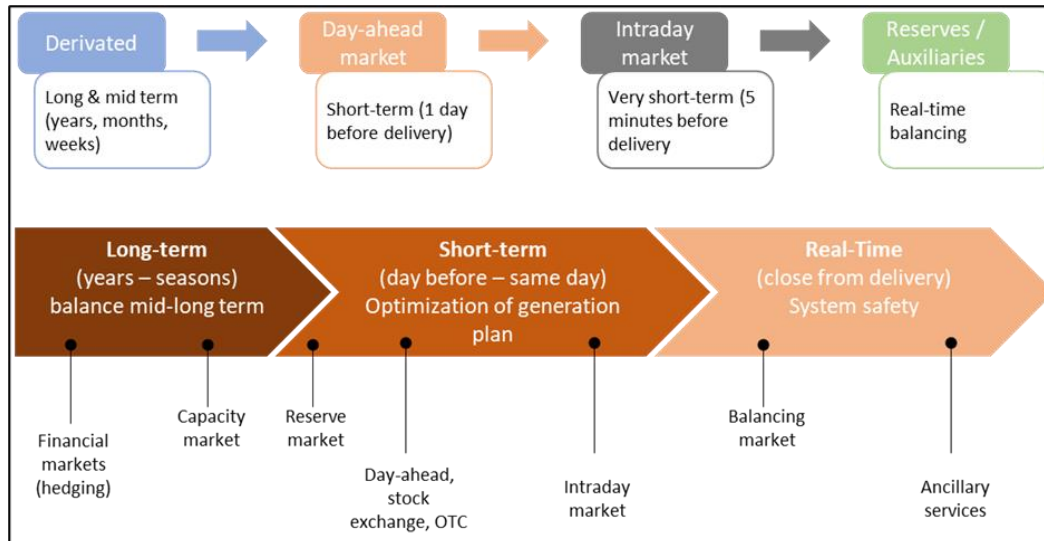 Derivated
Day-ahead
market
Intraday
market
Reserves /
Auxiliaries
Long & mid term
(years, months,
weeks)
Short-term (1 day
before delivery)
Very short-term (5
minutes before
delivery
Real-time
balancing
Long-term
(years – seasons)
balance mid-long term
Short-term
(day before – same day)
Optimization of generation
plan
Real-Time
(close from delivery)
System safety
Financial
markets
(hedging)
Capacity
market
Reserve
market
Day-ahead,
stock
exchange, OTC
Intraday
market
Balancing
market
Ancillary
services